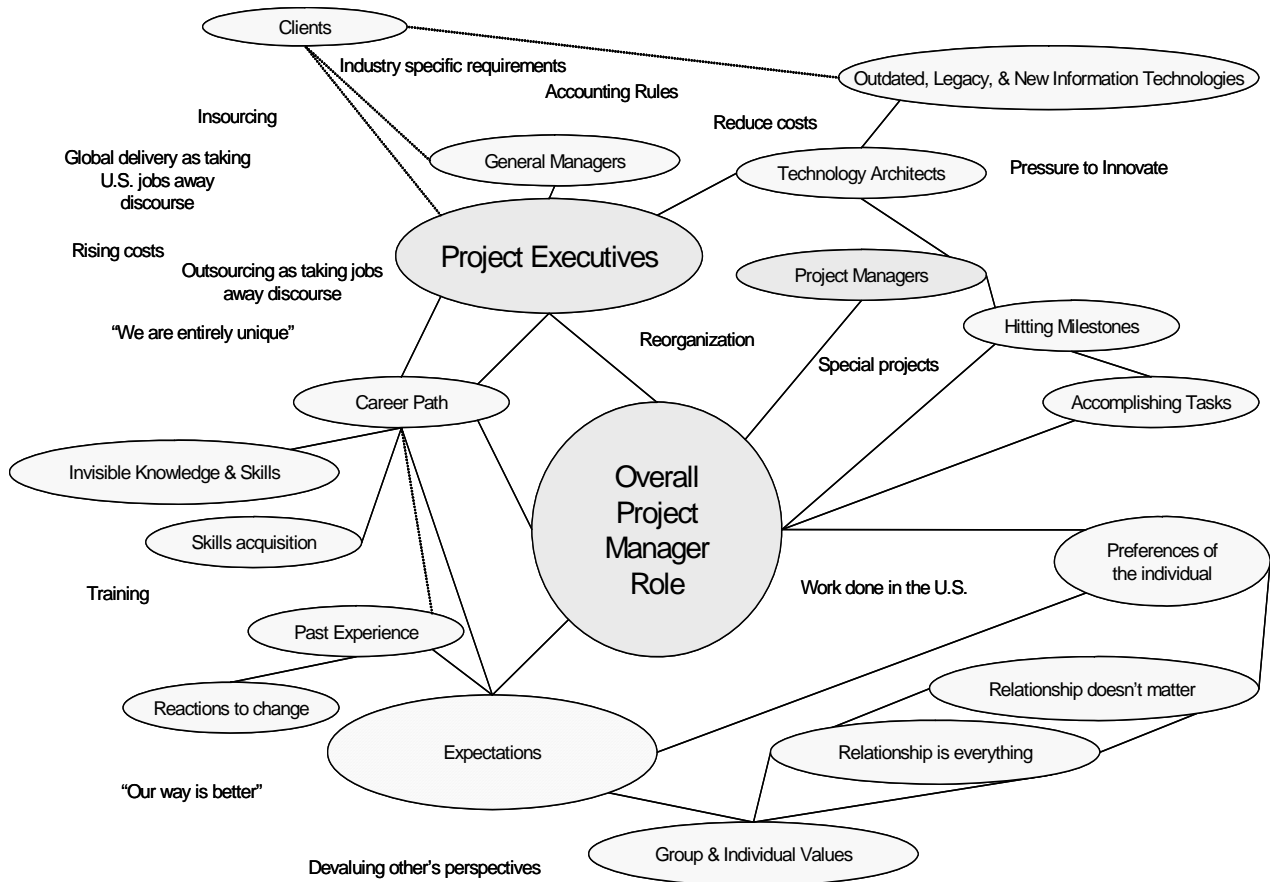 Clients
Industry specific requirements
Outdated, Legacy, & New Information Technologies
Accounting Rules
Insourcing
Reduce costs
General Managers
Global delivery as taking
U.S. jobs away
discourse
Technology Architects
Pressure to Innovate
Rising costs
Project Executives
Outsourcing as taking jobs
away discourse
Project Managers
“We are entirely unique”
Reorganization
Hitting Milestones
Special projects
Career Path
Accomplishing Tasks
Invisible Knowledge & Skills
Overall
Project
Manager
Role
Skills acquisition
Preferences of
the individual
Training
Work done in the U.S.
Past Experience
Relationship doesn’t matter
Reactions to change
Expectations
Relationship is everything
“Our way is better”
Group & Individual Values
Devaluing other’s perspectives